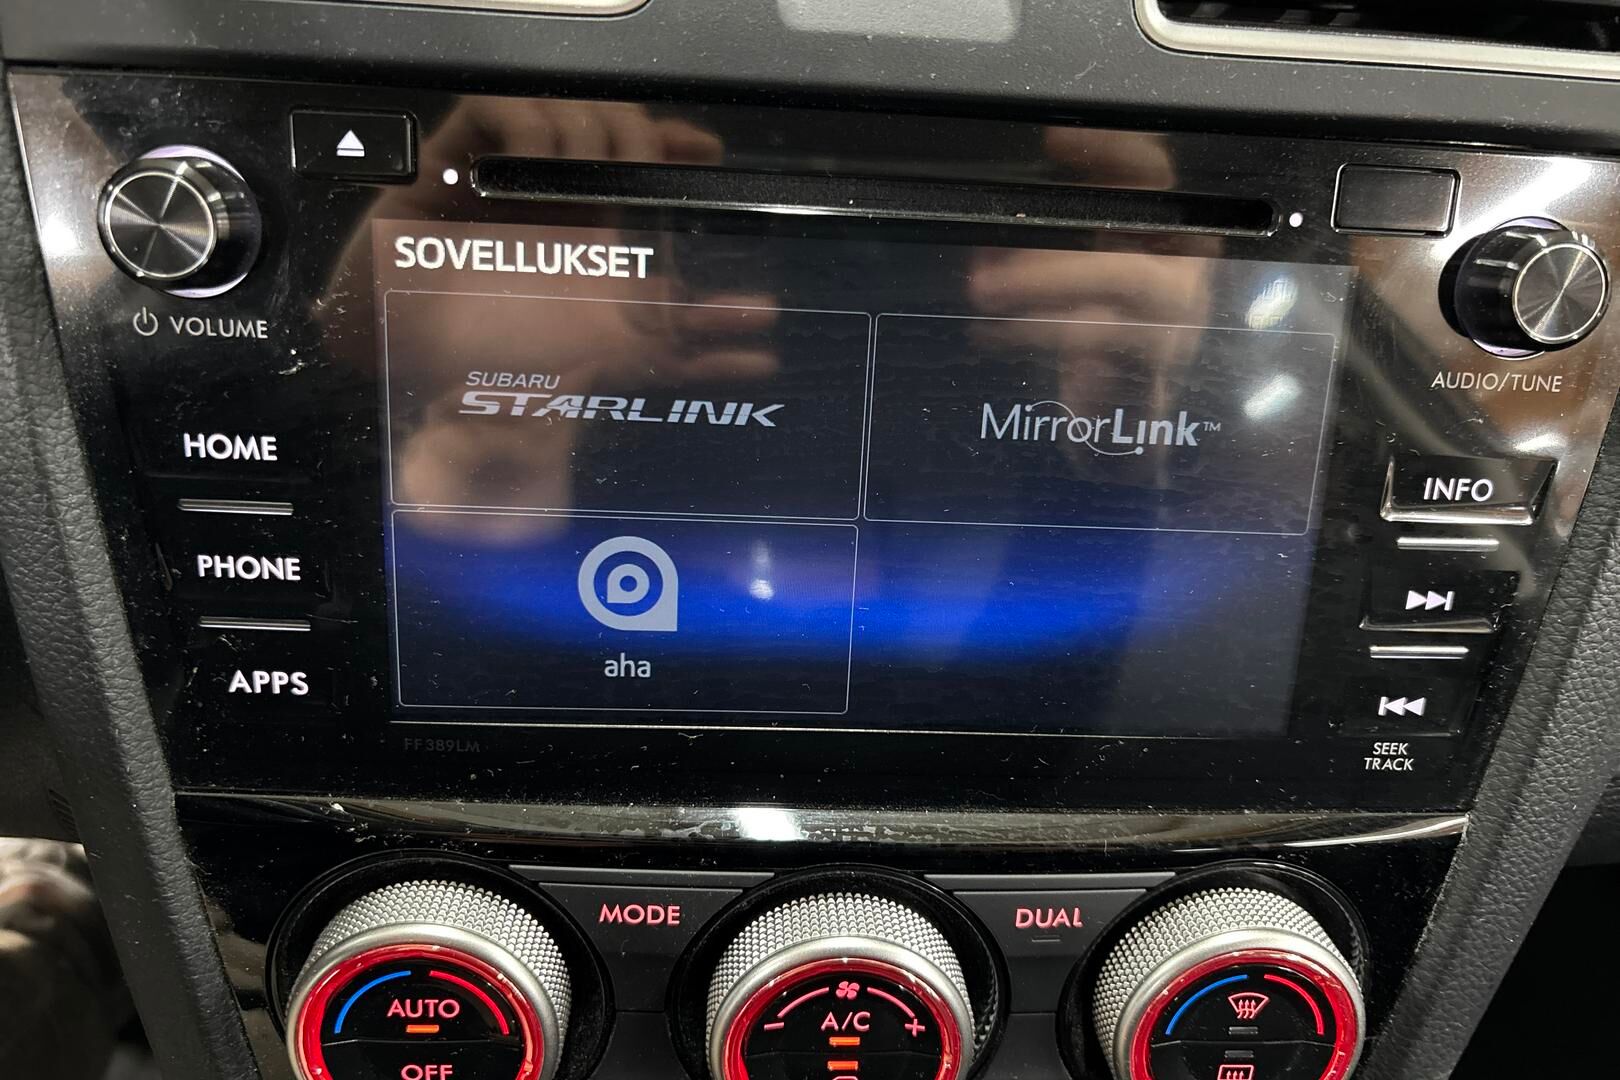 SOVELLUKSET
VOLUME
AUDIO/TUNE
SUBARU
STARLINK
MirrorLink™
HOME
INFO
PHONE
aha
APPS
SEEK
TRACK
FF389LM
MODE
DUAL
AUTO
A/C
OFF